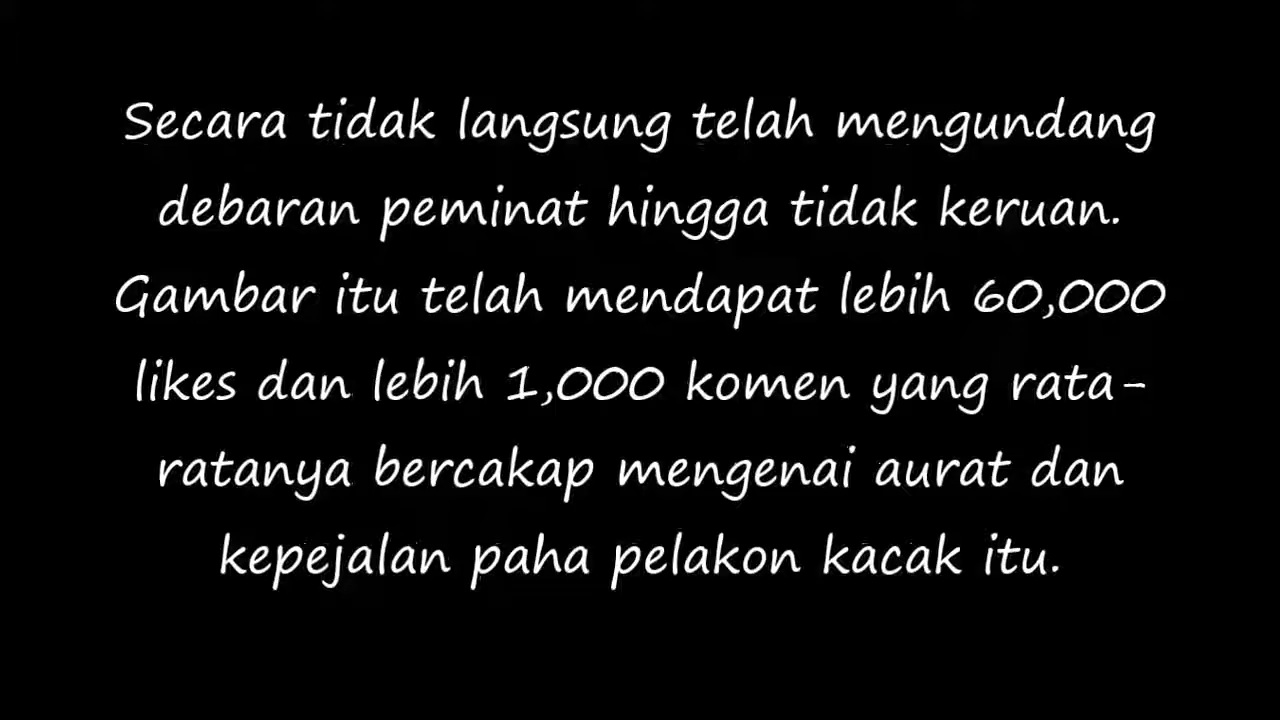 Secara tidak langsung telah mengundang
debaran peminat hingga tidak keruan.
Gambar itu telah mendapat lebih 60,000
likes dan lebih 1,000 komen yang rata-
ratanya bercakap mengenai aurat dan
kepejalan paha pelakon kacak itu.